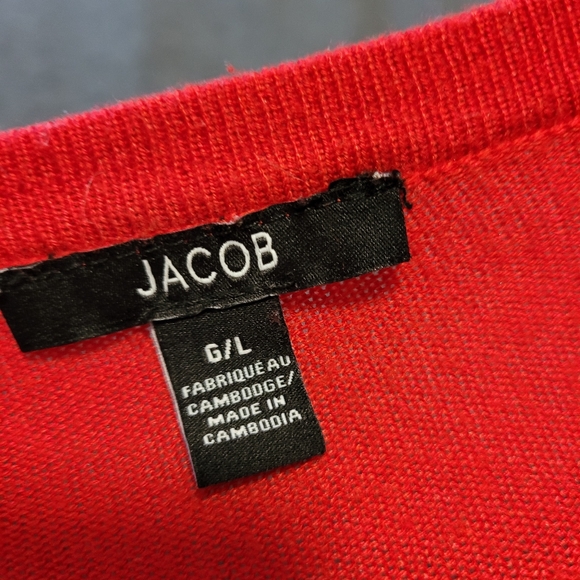 JACOB
G/L
FABRIQUÉ AU
CAMBODGE/
MADE IN
CAMBODIA